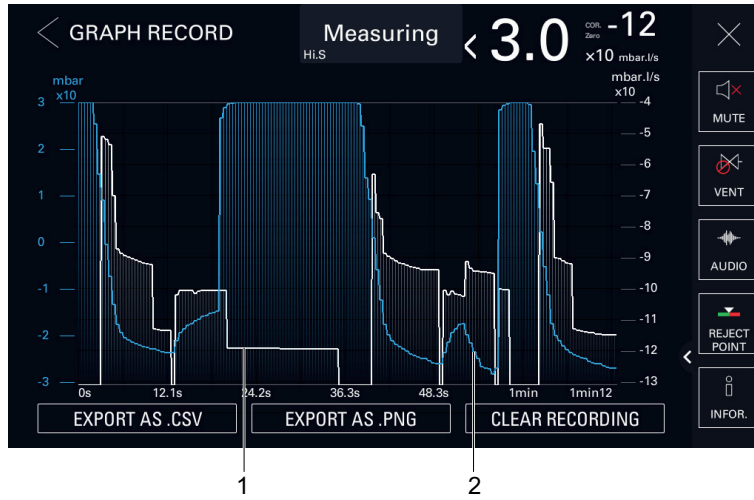 GRAPH RECORD
Measuring
Hi.S
< 3.0
COR.
Zero
-12
x10 mbar.l/s
mbar
x10
mbar.l/s
x10
3
2
1
0
-1
-2
-3
-4
-5
-6
-7
-8
-9
-10
-11
-12
-13
0s 12.1s 24.2s 36.3s 48.3s 1min 1min12
EXPORT AS .CSV
EXPORT AS .PNG
CLEAR RECORDING
MUTE
VENT
AUDIO
REJECT
POINT
INFOR.
1
2